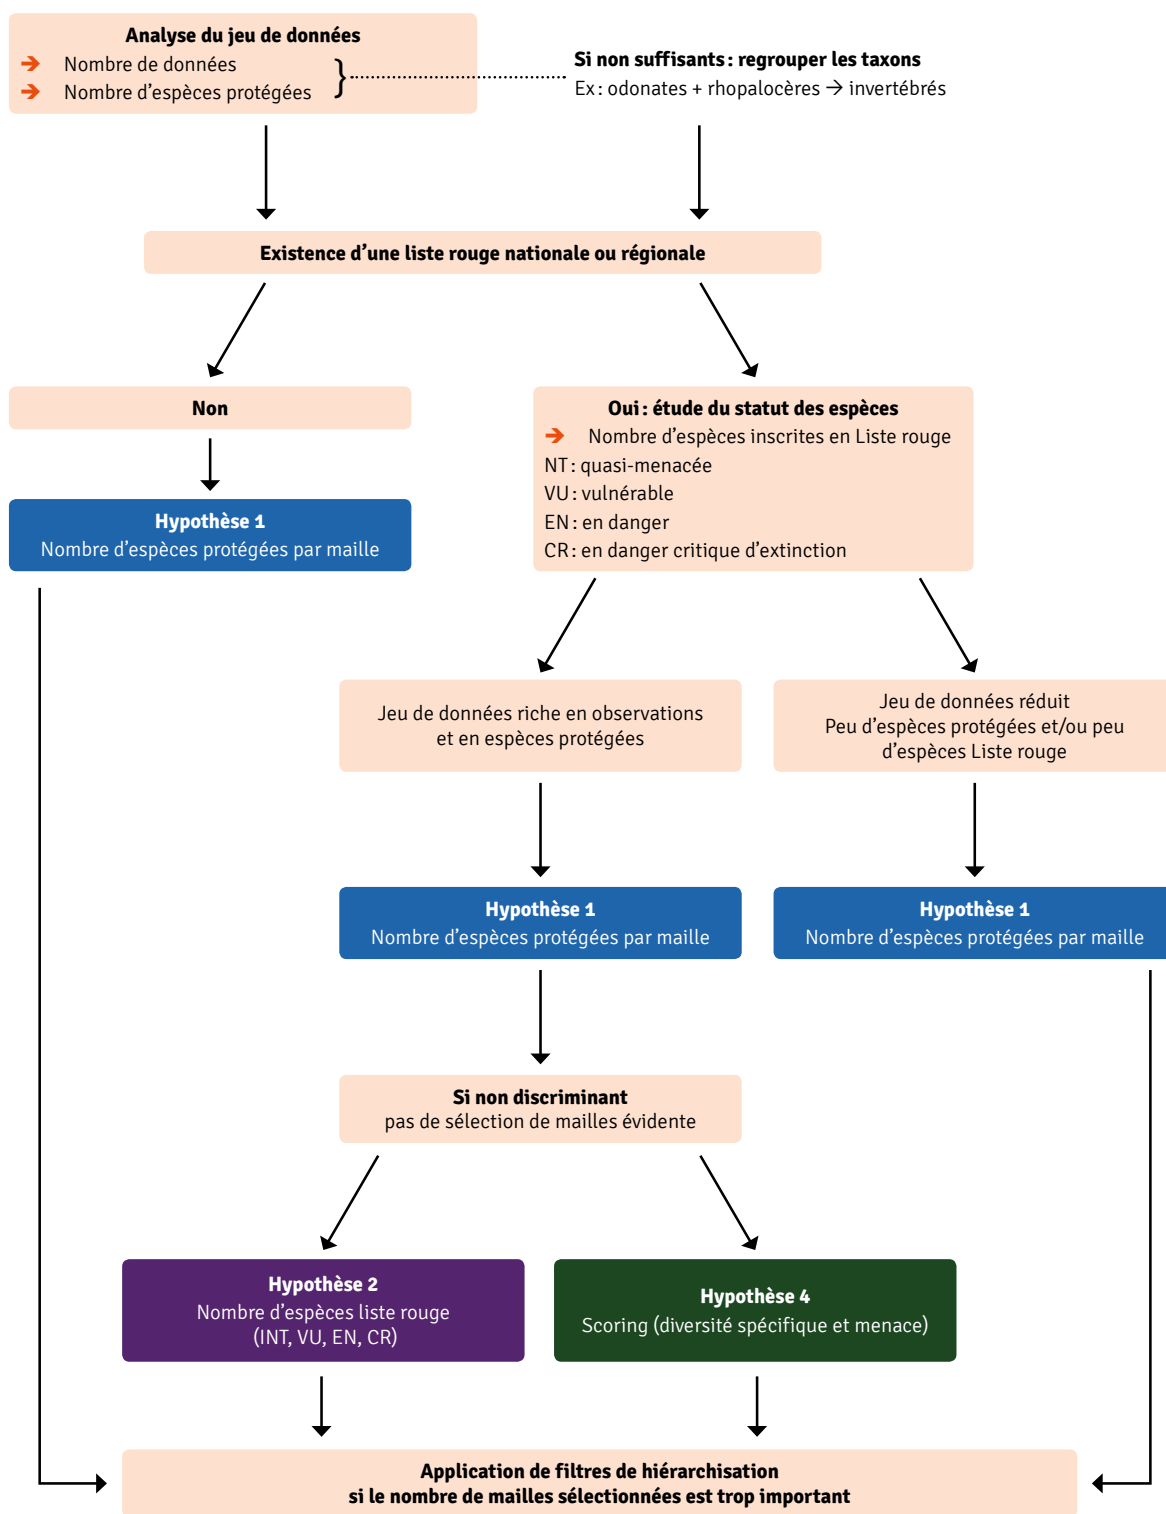 Analyse du jeu de données
➔ Nombre de données
➔ Nombre d'espèces protégées
Si non suffisants : regrouper les taxons
Ex : odonates + rhopalocères → invertébrés
Existence d'une liste rouge nationale ou régionale
Non
Hypothèse 1
Nombre d'espèces protégées par maille
Oui : étude du statut des espèces
➔ Nombre d'espèces inscrites en Liste rouge
NT : quasi-menacée
VU : vulnérable
EN : en danger
CR : en danger critique d'extinction
Jeu de données riche en observations
et en espèces protégées
Jeu de données réduit
Peu d'espèces protégées et/ou peu
d'espèces Liste rouge
Hypothèse 1
Nombre d'espèces protégées par maille
Hypothèse 1
Nombre d'espèces protégées par maille
Si non discriminant
pas de sélection de mailles évidente
Hypothèse 2
Nombre d'espèces liste rouge
(INT, VU, EN, CR)
Hypothèse 4
Scoring (diversité spécifique et menace)
Application de filtres de hiérarchisation
si le nombre de mailles sélectionnées est trop important